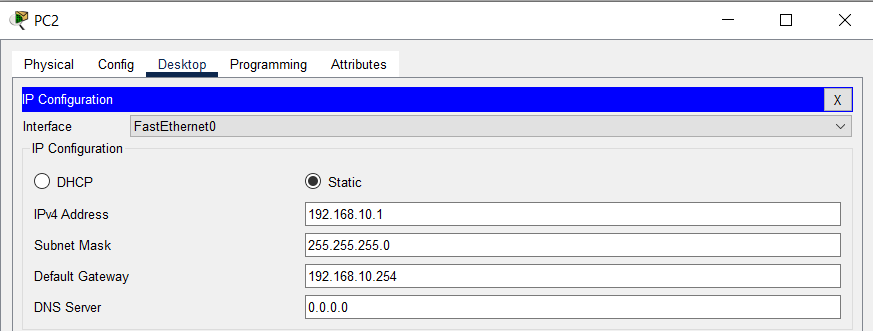 PC2
Physical Config Desktop Programming Attributes
IP Configuration X
Interface FastEthernet0
IP Configuration
DHCP Static
IPv4 Address 192.168.10.1
Subnet Mask 255.255.255.0
Default Gateway 192.168.10.254
DNS Server 0.0.0.0